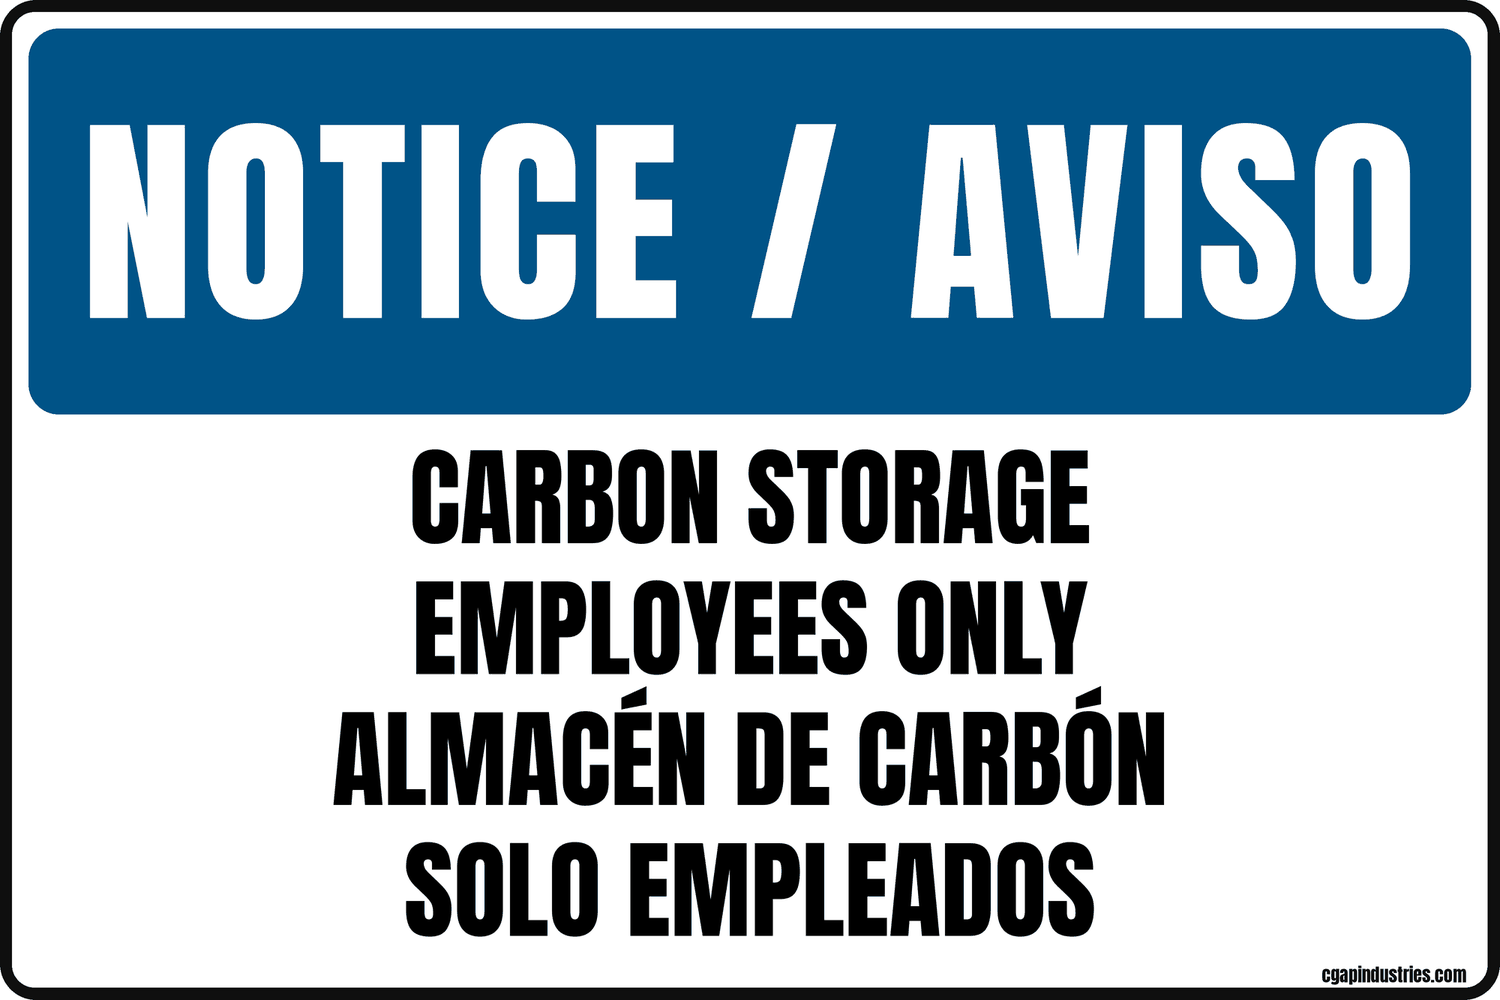 NOTICE / AVISO
CARBON STORAGE
EMPLOYEES ONLY
ALMACÉN DE CARBÓN
SOLO EMPLEADOS
cgapindustries.com